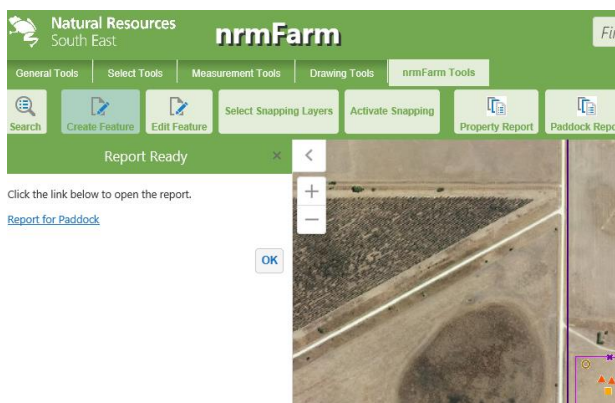 Natural Resources
South East
nrmFarm
General Tools
Select Tools
Measurement Tools
Drawing Tools
nrmFarm Tools
Search
Create Feature
Edit Feature
Select Snapping Layers
Activate Snapping
Property Report
Paddock Repo
Report Ready
Click the link below to open the report.
Report for Paddock
OK